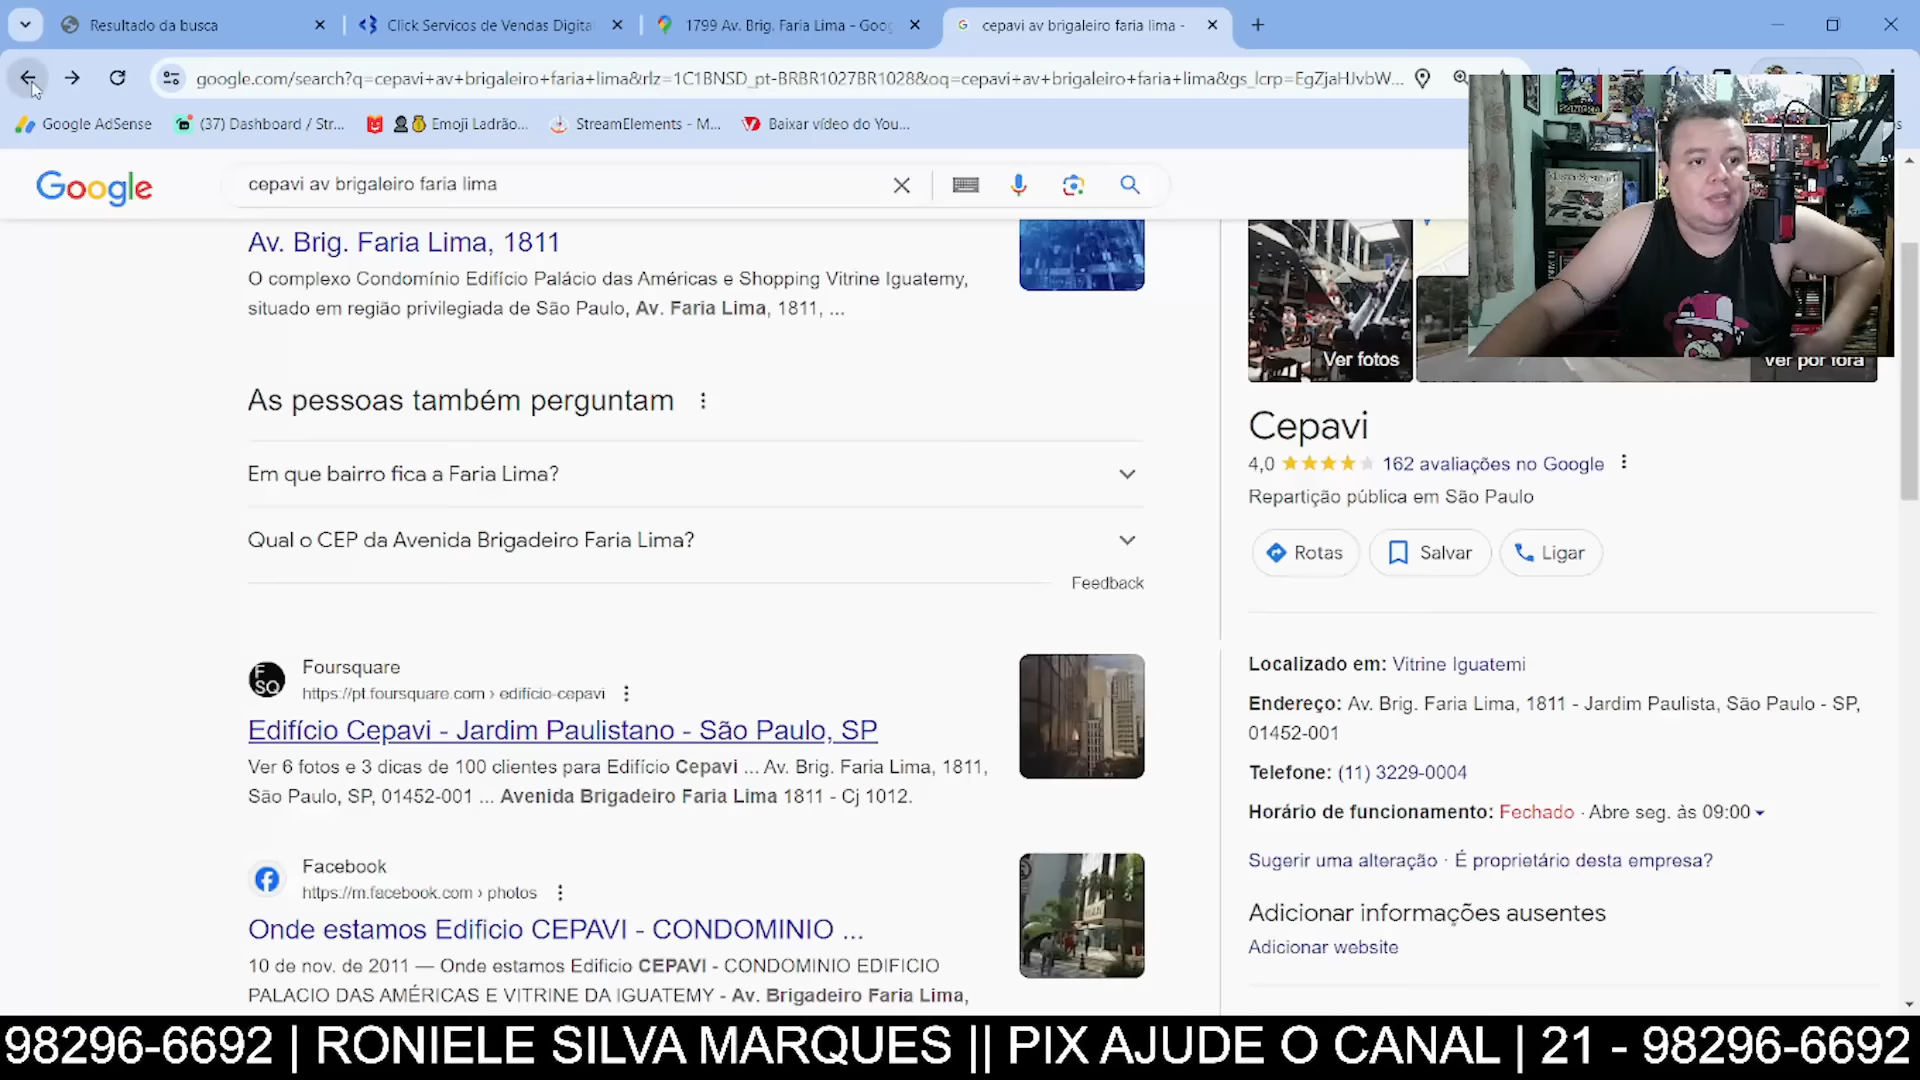 Resultado da busca
Click Servicos de Vendas Digita
1799 Av. Brig. Faria Lima - Goog
cepavi av brigaleiro faria lima -
google.com/search?q=cepavi+av+brigaleiro+faria+lima&rlz=1C1BNSD_pt-BRBR1027BR1028&oq=cepavi+av+brigaleiro+faria+lima&gs_lcrp=EgZjaHJvbW...
Google AdSense
(37) Dashboard / Str...
Emoji Ladrão...
StreamElements - M...
Baixar vídeo do You...
Google
cepavi av brigaleiro faria lima
Av. Brig. Faria Lima, 1811
O complexo Condomínio Edifício Palácio das Américas e Shopping Vitrine Iguatemy,
situado em região privilegiada de São Paulo, Av. Faria Lima, 1811, ...
As pessoas também perguntam
Em que bairro fica a Faria Lima?
Qual o CEP da Avenida Brigadeiro Faria Lima?
Feedback
FSQ
Foursquare
https://pt.foursquare.com › edifício-cepavi
Edifício Cepavi - Jardim Paulistano - São Paulo, SP
Ver 6 fotos e 3 dicas de 100 clientes para Edifício Cepavi ... Av. Brig. Faria Lima, 1811,
São Paulo, SP, 01452-001 ... Avenida Brigadeiro Faria Lima 1811 - Cj 1012.
Facebook
https://m.facebook.com › photos
Onde estamos Edificio CEPAVI - CONDOMINIO ...
10 de nov. de 2011 — Onde estamos Edificio CEPAVI - CONDOMINIO EDIFICIO
PALACIO DAS AMÉRICAS E VITRINE DA IGUATEMY - Av. Brigadeiro Faria Lima,
Ver fotos
Ver por fora
Cepavi
4,0
162 avaliações no Google
Repartição pública em São Paulo
Rotas
Salvar
Ligar
Localizado em: Vitrine Iguatemi
Endereço: Av. Brig. Faria Lima, 1811 - Jardim Paulista, São Paulo - SP,
01452-001
Telefone: (11) 3229-0004
Horário de funcionamento: Fechado · Abre seg. às 09:00
Sugerir uma alteração · É proprietário desta empresa?
Adicionar informações ausentes
Adicionar website
98296-6692 | RONIELE SILVA MARQUES || PIX AJUDE O CANAL | 21 - 98296-6692